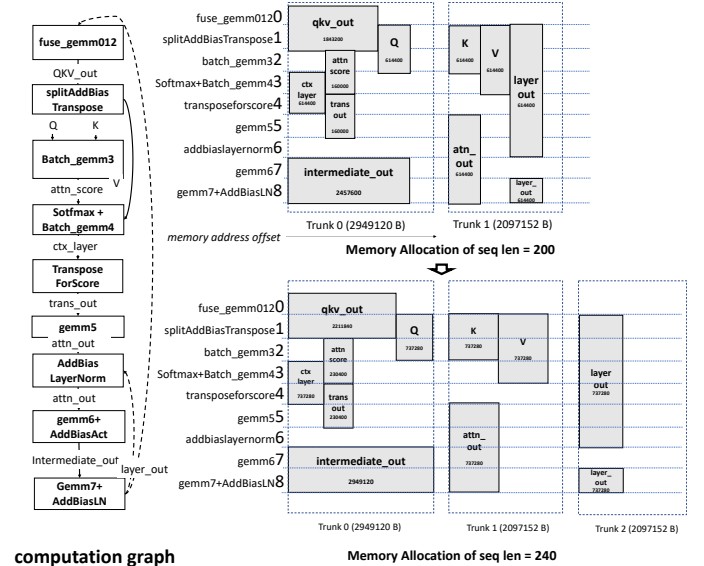 fuse_gemm012
QKV_out
splitAddBias
Transpose
Q K
Batch_gemm3
attn_score
V
Sotfmax +
Batch_gemm4
ctx_layer
Transpose
ForScore
trans_out
gemm5
attn_out
AddBias
LayerNorm
attn_out
gemm6+
AddBiasAct
Intermediate_out
layer_out
Gemm7+
AddBiasLN
computation graph
fuse_gemm012 0
splitAddBiasTranspose 1
batch_gemm3 2
Softmax+Batch_gemm4 3
transposeforscore 4
gemm5 5
addbiaslayernorm 6
gemm6 7
gemm7+AddBiasLN 8
qkv_out
1843200
Q
614400
attn
score
160000
ctx
layer
614400
trans
out
160000
intermediate_out
2457600
K
614400
V
614400
layer
out
614400
atn_
out
614400
layer_
out
614400
Trunk 0 (2949120 B)
Trunk 1 (2097152 B)
memory address offset
Memory Allocation of seq len = 200
fuse_gemm012 0
splitAddBiasTranspose 1
batch_gemm3 2
Softmax+Batch_gemm4 3
transposeforscore 4
gemm5 5
addbiaslayernorm 6
gemm6 7
gemm7+AddBiasLN 8
qkv_out
2211840
Q
737280
attn
score
230400
ctx
layer
737280
trans
out
230400
intermediate_out
2949120
K
737280
V
737280
attn_
out
737280
layer
out
737280
layer_
out
737280
Trunk 0 (2949120 B)
Trunk 1 (2097152 B)
Trunk 2 (2097152 B)
Memory Allocation of seq len = 240